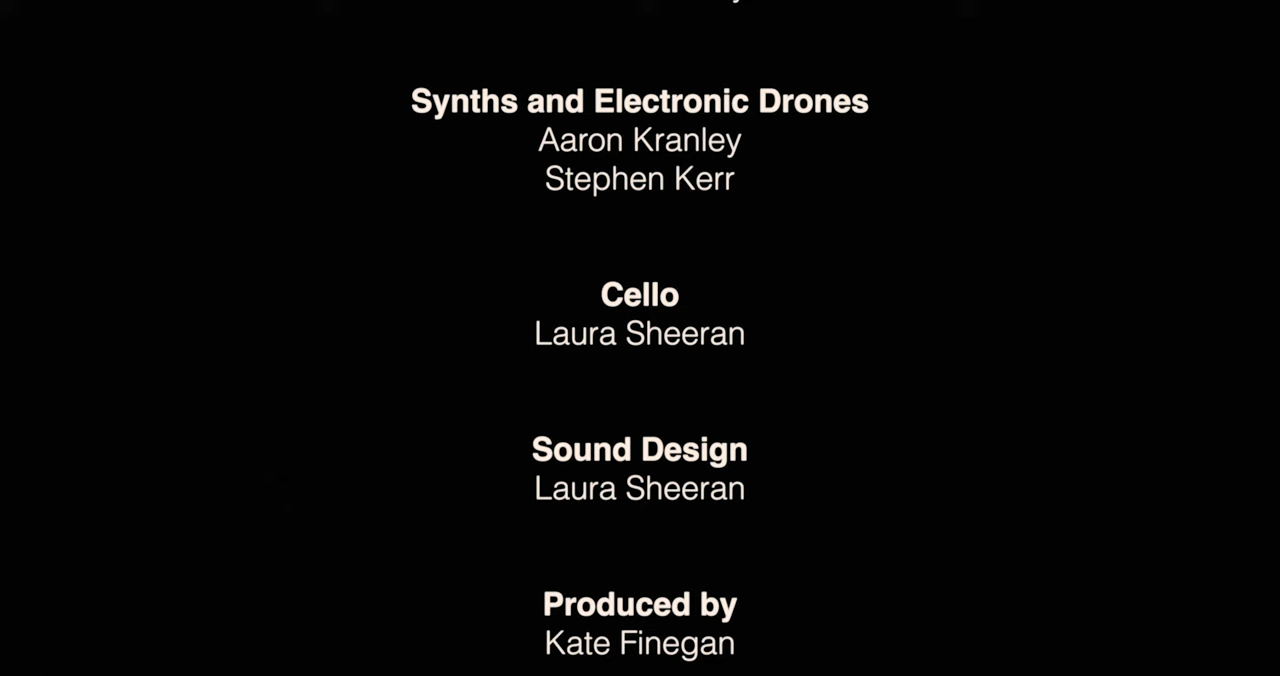 Synths and Electronic Drones
Aaron Kranley
Stephen Kerr
Cello
Laura Sheeran
Sound Design
Laura Sheeran
Produced by
Kate Finegan